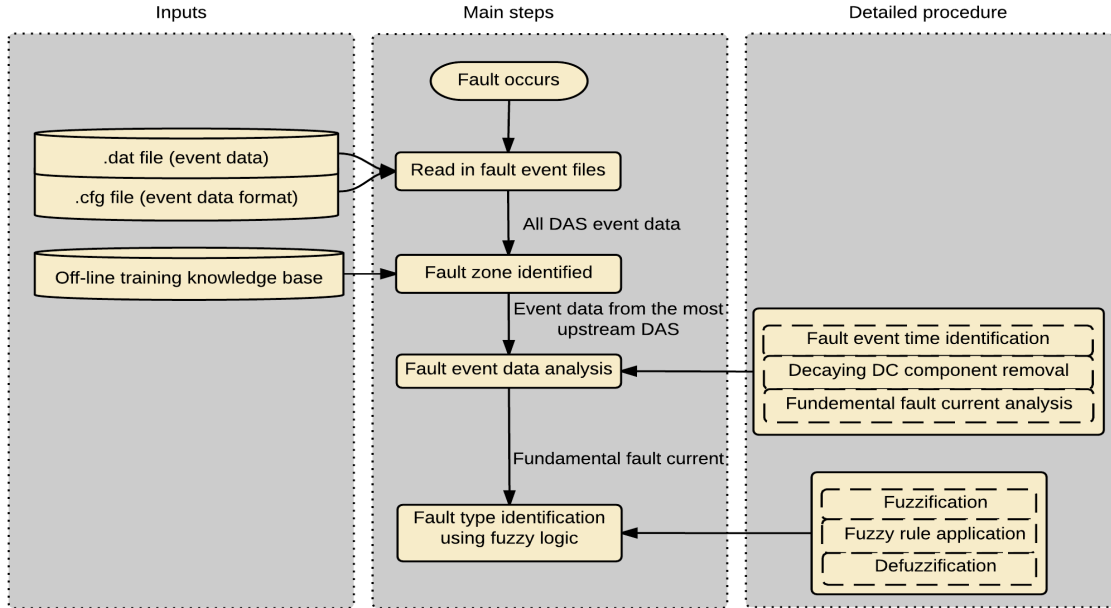 Inputs
Main steps
Detailed procedure
Fault occurs
.dat file (event data)
.cfg file (event data format)
Read in fault event files
All DAS event data
Off-line training knowledge base
Fault zone identified
Event data from the most
upstream DAS
Fault event data analysis
Fault event time identification
Decaying DC component removal
Fundemental fault current analysis
Fundamental fault current
Fault type identification
using fuzzy logic
Fuzzification
Fuzzy rule application
Defuzzification